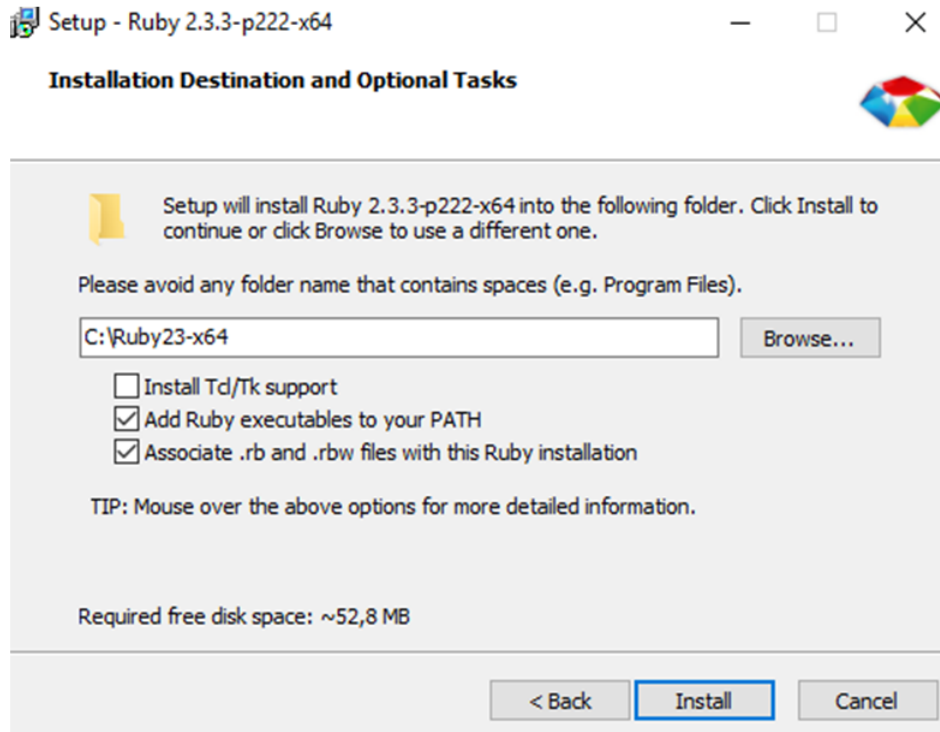 Setup - Ruby 2.3.3-p222-x64
Installation Destination and Optional Tasks
Setup will install Ruby 2.3.3-p222-x64 into the following folder. Click Install to
continue or click Browse to use a different one.
Please avoid any folder name that contains spaces (e.g. Program Files).
C:\Ruby23-x64
Browse...
Install Tcl/Tk support
Add Ruby executables to your PATH
Associate .rb and .rbw files with this Ruby installation
TIP: Mouse over the above options for more detailed information.
Required free disk space: ~52,8 MB
< Back
Install
Cancel